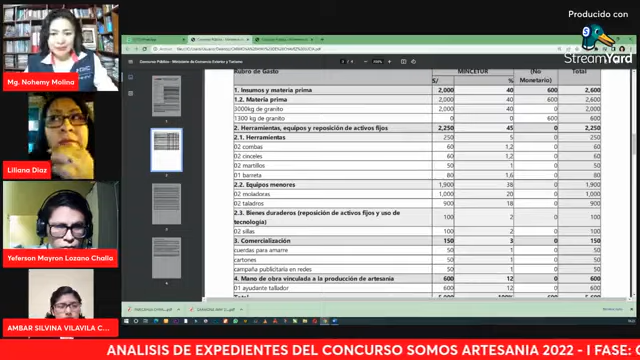 Producido con
StreamYard
Mg. Nohemy Molina
Liliana Diaz
Yeferson Mayron Lozano Challa
AMBAR SILVINA VILAVILA C...
Rubro de Gasto MINCETUR (No Monetario) Total
S/ %
1. Insumos y materia prima 2,000 40 600 2,600
1.2. Materia prima 2,000 40 600 2,600
3000kg de granito 2,000 40 0 2,000
1300 kg de granito 0 0 600 600
2. Herramientas, equipos y reposición de activos fijos 2,250 45 0 2,250
2.1. Herramientas 250 5 0 250
02 combas 60 1,2 0 60
02 cinceles 60 1,2 0 60
02 martillos 50 1 0 50
01 barreta 80 1,6 0 80
2.2. Equipos menores 1,900 38 0 1,900
02 moladoras 1,000 20 0 1,000
02 taladros 900 18 0 900
2.3. Bienes duraderos (reposición de activos fijos y uso de tecnología) 100 2 0 100
02 sillas 100 2 0 100
3. Comercialización 150 3 0 150
cuerdas para amarre 50 1 0 50
cartones 50 1 0 50
campaña publicitaria en redes 50 1 0 50
4. Mano de obra vinculada a la producción de artesanía 600 12 0 600
01 ayudante tallador 600 12 0 600
ANALISIS DE EXPEDIENTES DEL CONCURSO SOMOS ARTESANIA 2022 - I FASE: